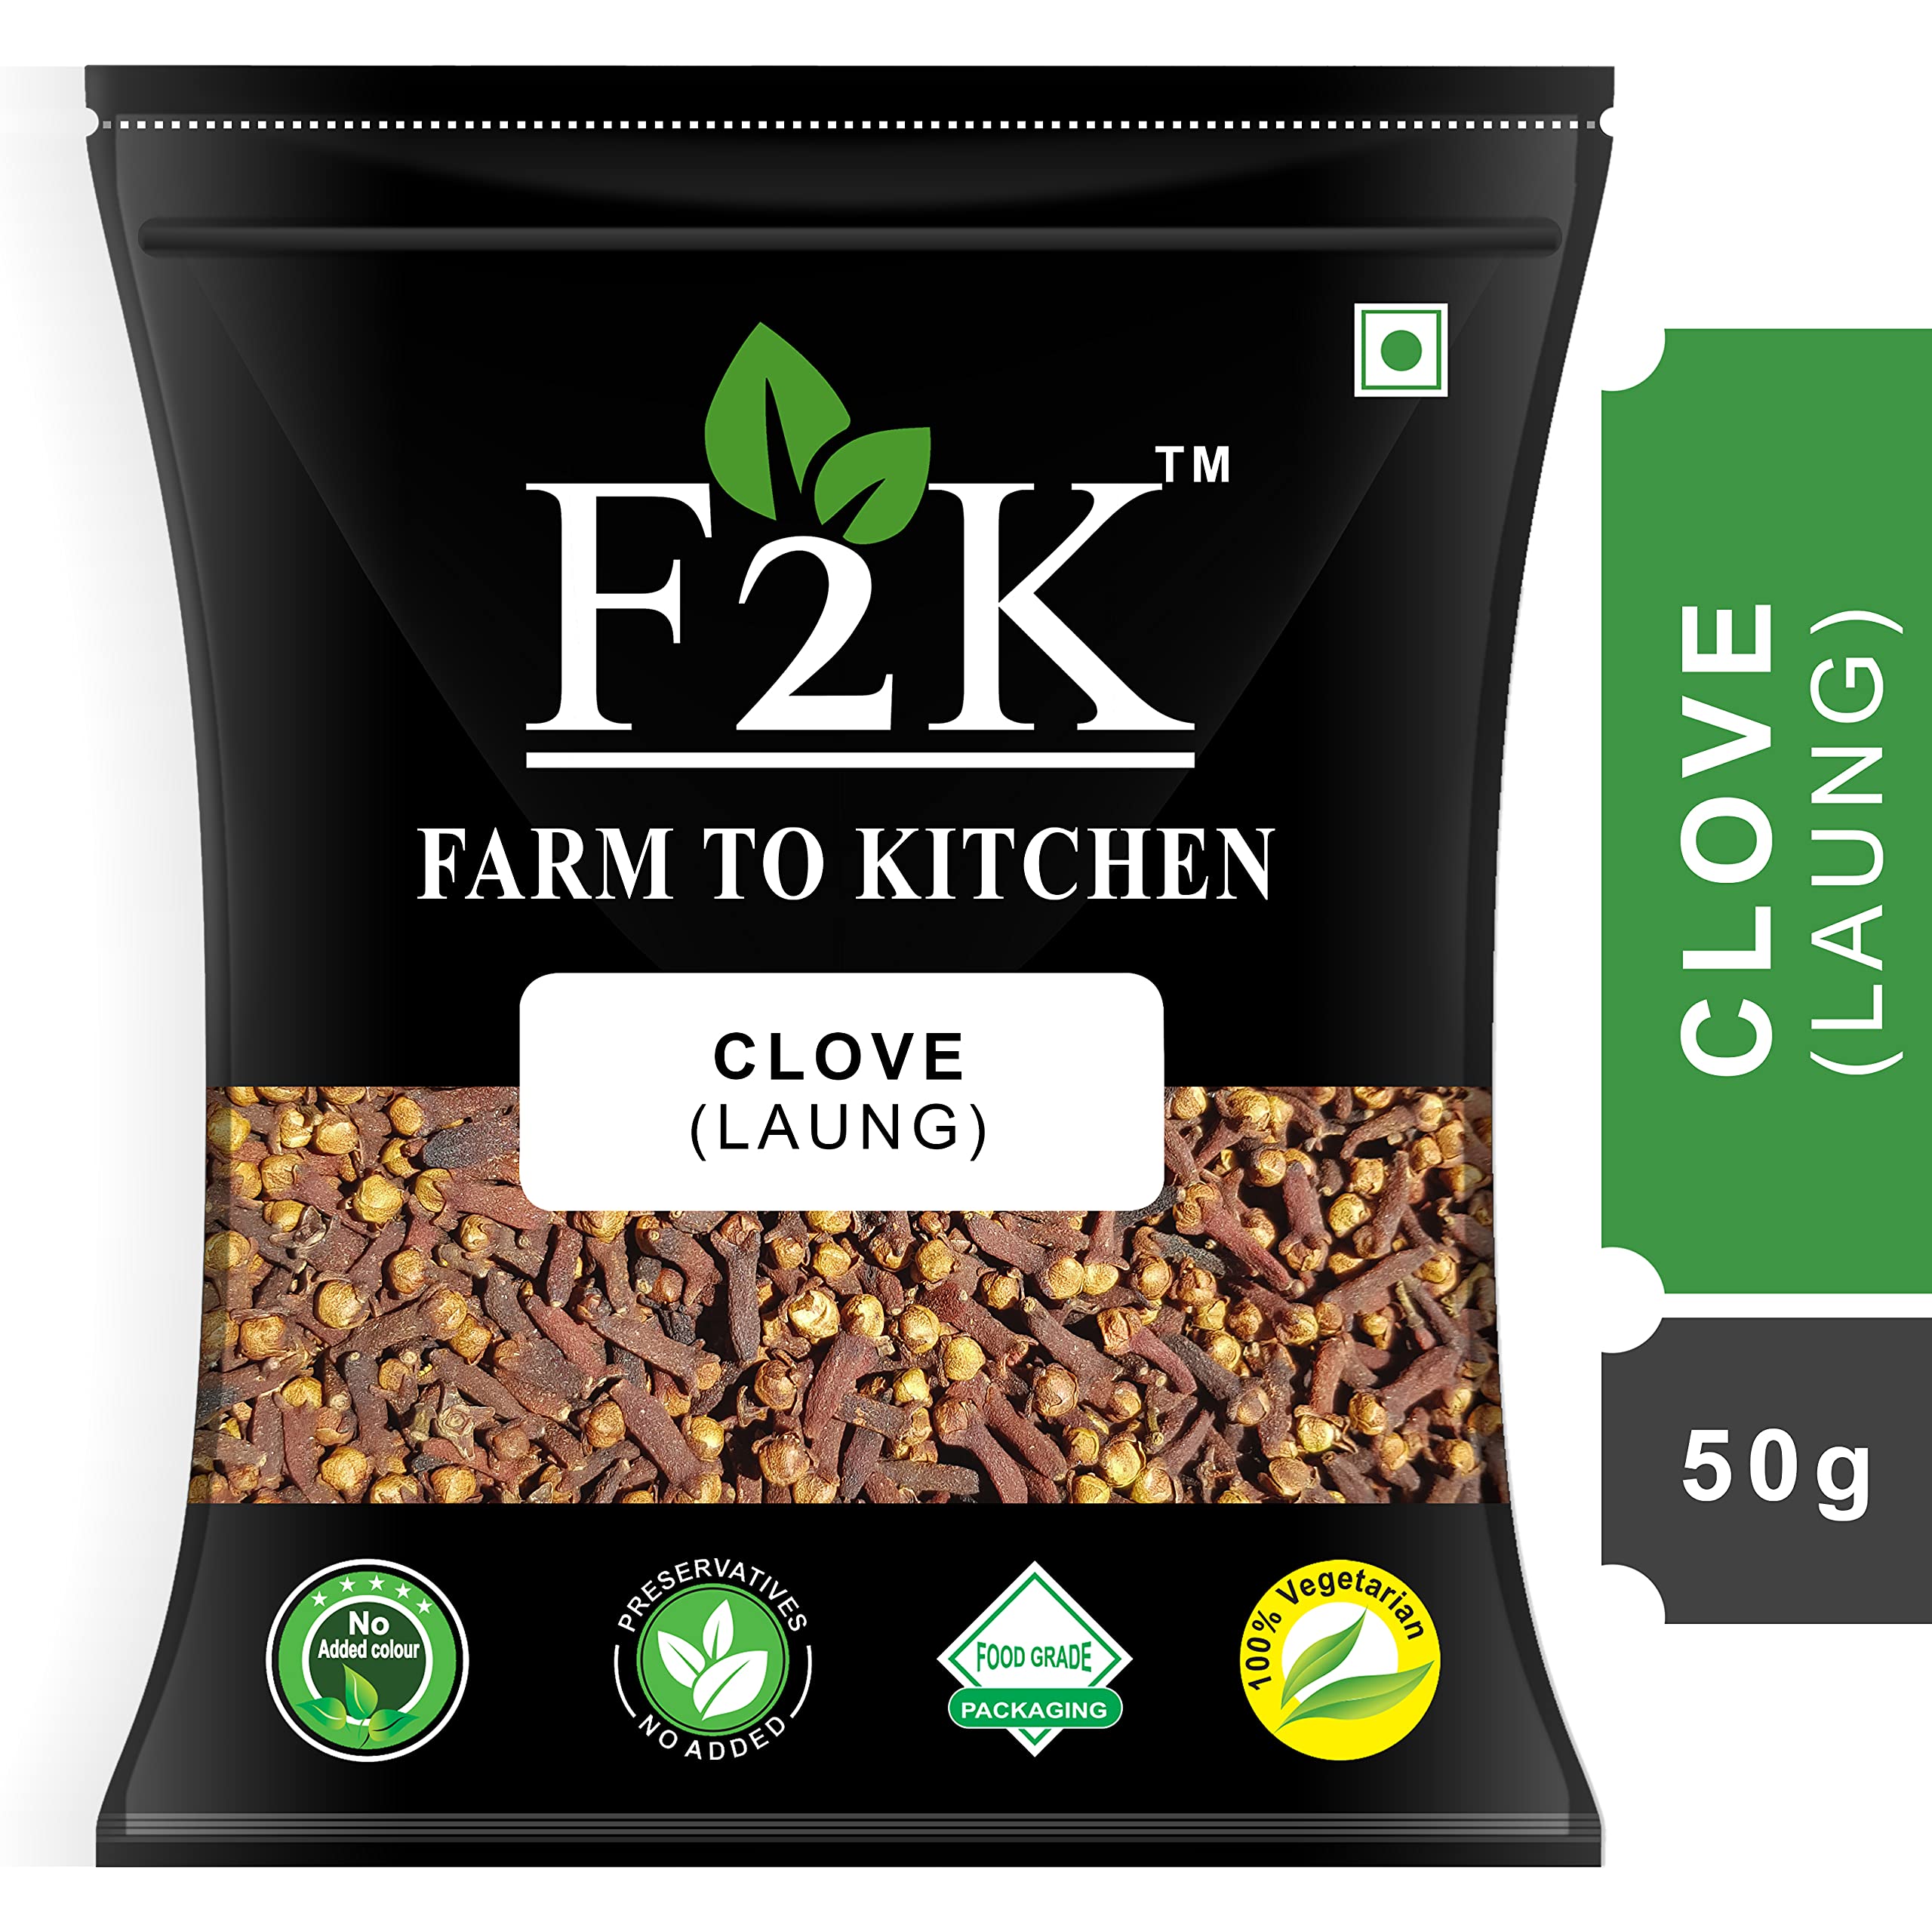 F2K™
FARM TO KITCHEN
CLOVE
(LAUNG)
No
Added colour
PRESERVATIVES
NO ADDED
FOOD GRADE
PACKAGING
100% Vegetarian
CLOVE
(LAUNG)
50g